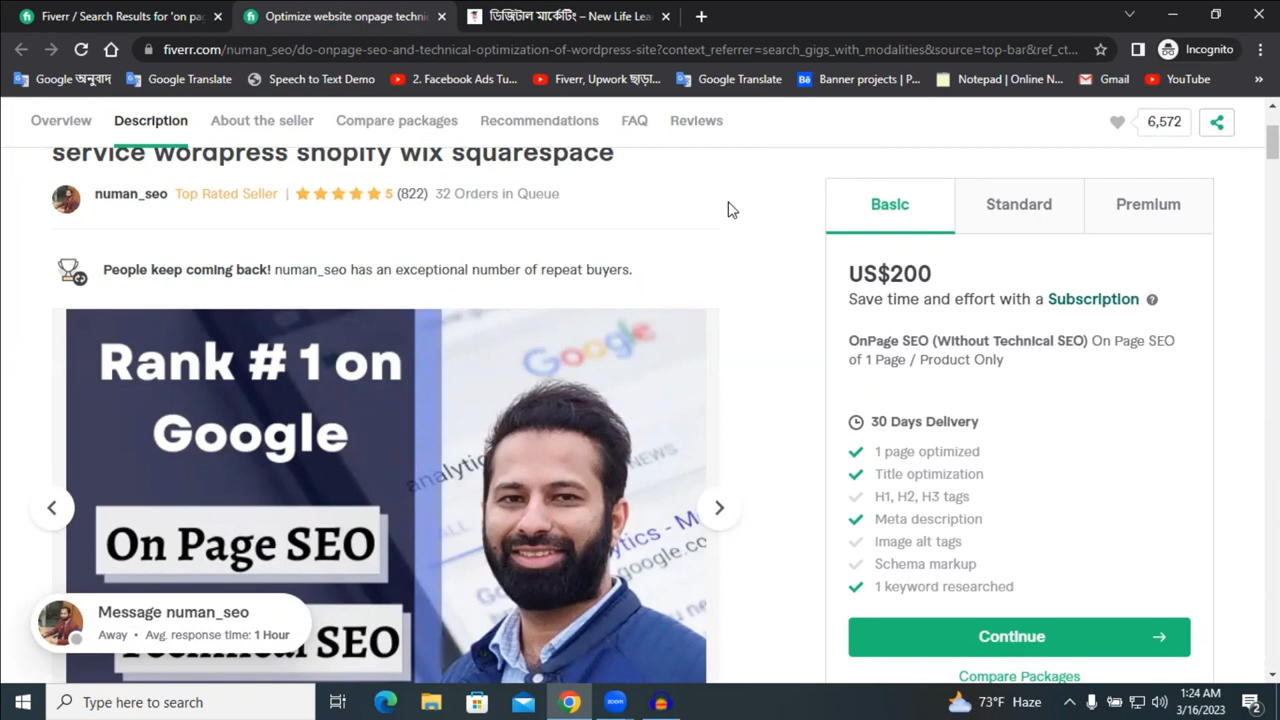 Fiverr / Search Results for 'on pa
Optimize website onpage techni
ডিজিটাল মার্কেটিং – New Life Lea
fiverr.com/numan_seo/do-onpage-seo-and-technical-optimization-of-wordpress-site?context_referrer=search_gigs_with_modalities&source=top-bar&ref_ct...
Incognito
Google অনুবাদ
Google Translate
Speech to Text Demo
2. Facebook Ads Tu...
Fiverr, Upwork ছাড়া...
Google Translate
Banner projects | P...
Notepad | Online N...
Gmail
YouTube
»
Overview
Description
About the seller
Compare packages
Recommendations
FAQ
Reviews
6,572
service wordpress shopify wix squarespace
numan_seo Top Rated Seller | 5 (822) 32 Orders in Queue
People keep coming back! numan_seo has an exceptional number of repeat buyers.
Rank # 1 on
Google
On Page SEO
Technical SEO
Google
analytic
NEWS
ALL
ytics - M
google.co
Message numan_seo
Away • Avg. response time: 1 Hour
Basic
Standard
Premium
US$200
Save time and effort with a Subscription
OnPage SEO (Without Technical SEO) On Page SEO
of 1 Page / Product Only
30 Days Delivery
1 page optimized
Title optimization
H1, H2, H3 tags
Meta description
Image alt tags
Schema markup
1 keyword researched
Continue
Compare Packages
Type here to search
zoom
73°F Haze
1:24 AM
3/16/2023
2